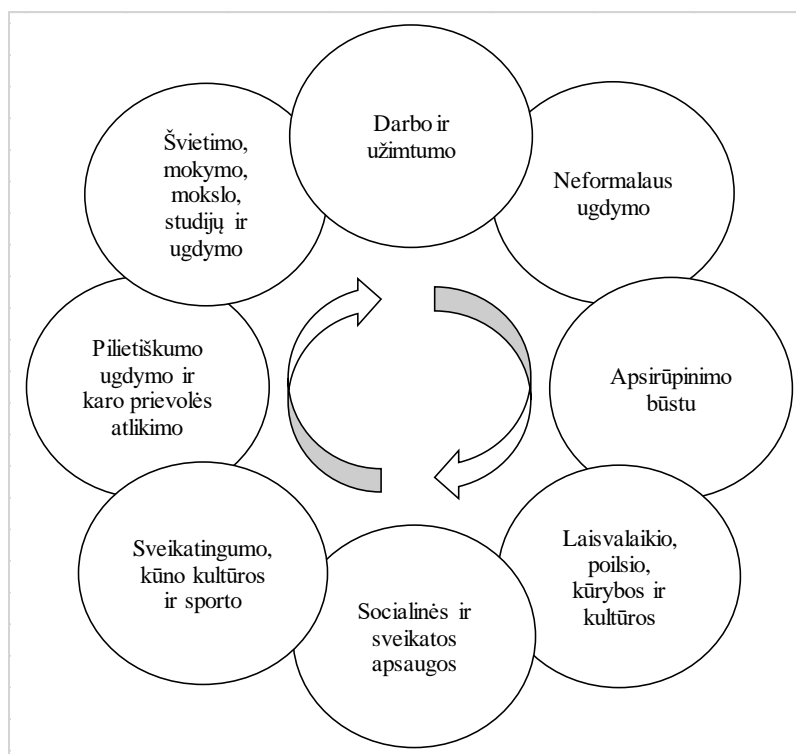 Darbo ir
užimtumo
Neformalaus
ugdymo
Apsirūpinimo
būstu
Laisvalaikio,
poilsio,
kūrybos ir
kultūros
Socialinės ir
sveikatos
apsaugos
Sveikatingumo,
kūno kultūros
ir sporto
Pilietiškumo
ugdymo ir
karo prievolės
atlikimo
Švietimo,
mokymo,
mokslo,
studijų ir
ugdymo